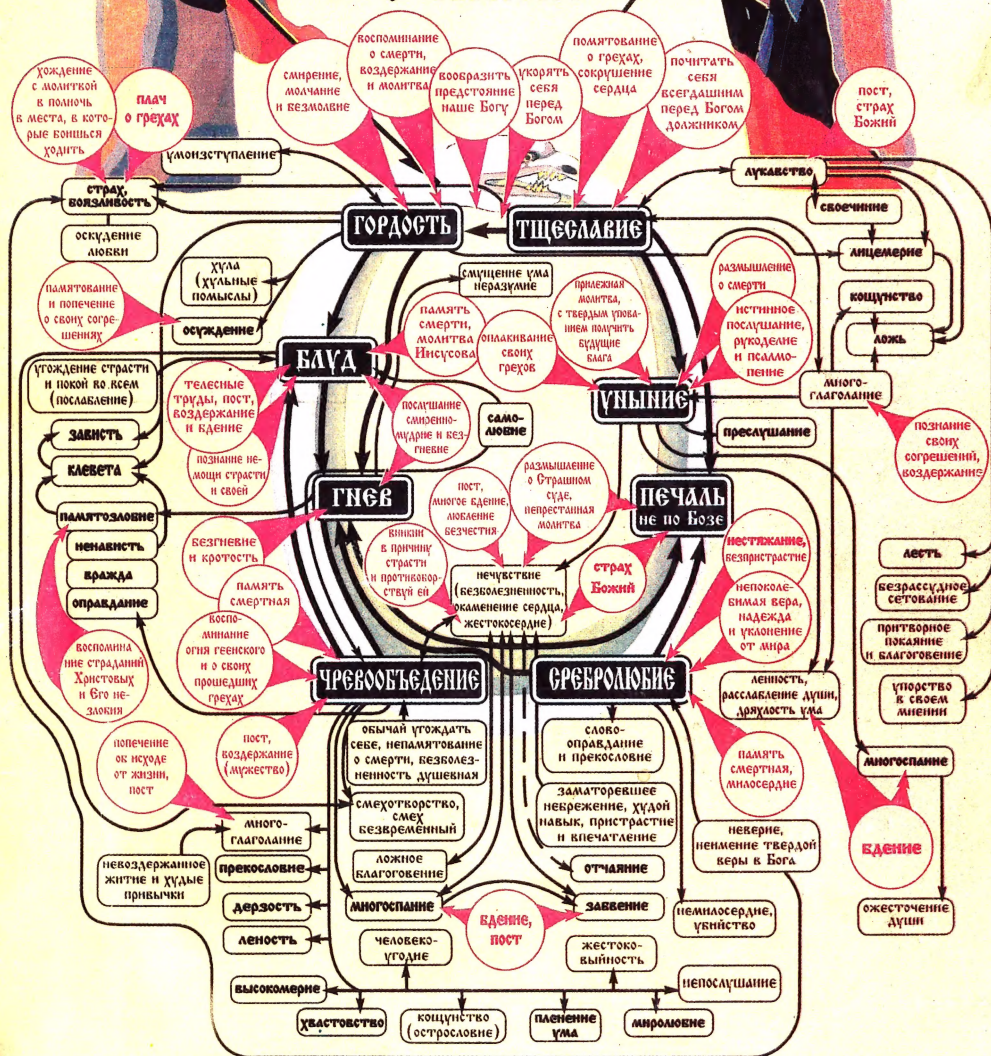 хождение
с молитвой
в полночь
в места, в кото-
рые боишься
ходить
плач
о грехах
смирение,
молчание
и безмолвие
воспоминание
о смерти,
воздержание
и молитва
вообразить
предстояние
наше Богу
укорять
себя
перед
Богом
помятование
о грехах,
сокрушение
сердца
почитать
себя
всегдашним
перед Богом
должником
пост,
страх
Божий
умоизступление
страх,
боязливость
оскудение
любви
ГОРДОСТЬ
ТЩЕСЛАВИЕ
лукавство
своечиние
лицемерие
хула
(хульные
помыслы)
осуждение
памятование
и попечение
о своих согре-
шениях
смущение ума
неразумие
прилежная
молитва,
с твердым упова-
нием получить
будущие
блага
размышление
о смерти
истинное
послушание,
рукоделие
и псалмо-
пение
кощунство
ложь
БЛУД
память
смерти,
молитва
Иисусова
оплакивание
своих
грехов
УНЫНИЕ
много-
глаголание
угождение страсти
и покой во всем
(послабление)
телесные
труды, пост,
воздержание
и бдение
послушание
смиренно-
мудрие и без-
гневие
само-
любие
преслушание
познание
своих
согрешений,
воздержание
зависть
клевета
познание не-
мощи страсти
и своей
ГНЕВ
пост,
многое бдение,
любление
безчестия
размышление
о Страшном
суде,
непрестанная
молитва
ПЕЧАЛЬ
не по Бозе
памятозлобие
ненависть
вражда
оправдание
безгневие
и кротость
вникни
в причину
страсти
и противобор-
ствуй ей
нечувствие
(безболезненность,
окаменение сердца,
жестокосердие)
страх
Божий
нестяжание,
безпристрастие
лесть
безрассудное
сетование
притворное
покаяние
и благоговение
упорство
в своем
мнении
память
смертная
воспо-
минание
огня геенского
и о своих
прошедших
грехах
непоколе-
бимая вера,
надежда
и уклонение
от мира
воспомина
ние страданий
Христовых
и Его не-
злобия
ЧРЕВООБЪЕДЕНИЕ
СРЕБРОЛЮБИЕ
леность,
расслабление души,
дряхлость ума
попечение
об исходе
от жизни,
пост
пост,
воздержание
(мужество)
обычай угождать
себе, непамятование
о смерти, безболез-
ненность душевная
слово-
оправдание
и прекословие
память
смертная,
милосердие
многоспание
смехотворство,
смех
безвременный
заматоревшее
небрежение, худой
навык, пристрастие
и впечатление
неверие,
неимение твердой
веры в Бога
бдение
много-
глаголание
невоздержанное
житие и худые
привычки
прекословие
ложное
благоговение
отчаяние
дерзость
многоспание
бдение,
пост
забвение
немилосердие,
убийство
ожесточение
души
леность
человеко-
угодие
жестоко-
выйность
высокомерие
непослушание
хвастовство
кощунство
(острословие)
пленение
ума
миролюбие